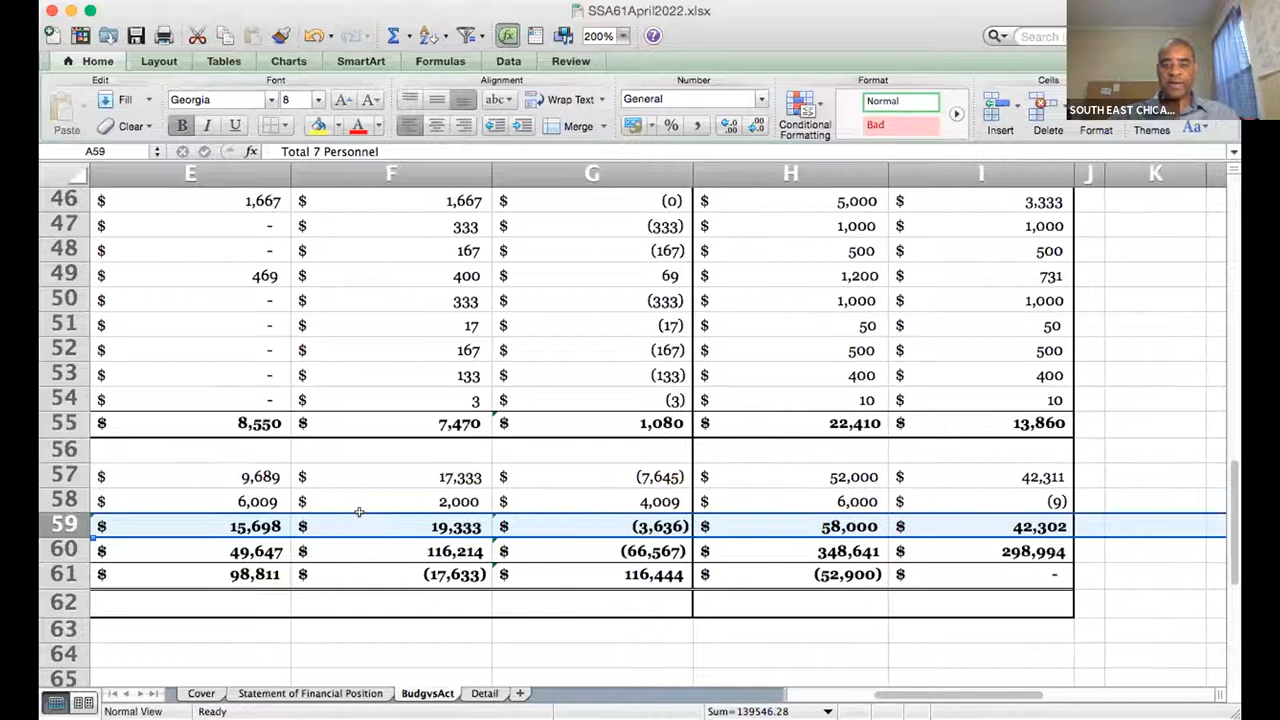 SSA61April2022.xlsx
200%
Search In
Home Layout Tables Charts SmartArt Formulas Data Review
Edit Font Alignment Number Format Cells
Fill Georgia 8 A A abc Wrap Text General Normal
Paste Clear B I U A Merge % , .0 .00 .00 .0 Conditional Formatting Bad Insert Delete Format Themes Aa
SOUTH EAST CHICA...
A59 fx Total 7 Personnel
E F G H I J K
46 $ 1,667 $ 1,667 $ (0) $ 5,000 $ 3,333
47 $ - $ 333 $ (333) $ 1,000 $ 1,000
48 $ - $ 167 $ (167) $ 500 $ 500
49 $ 469 $ 400 $ 69 $ 1,200 $ 731
50 $ - $ 333 $ (333) $ 1,000 $ 1,000
51 $ - $ 17 $ (17) $ 50 $ 50
52 $ - $ 167 $ (167) $ 500 $ 500
53 $ - $ 133 $ (133) $ 400 $ 400
54 $ - $ 3 $ (3) $ 10 $ 10
55 $ 8,550 $ 7,470 $ 1,080 $ 22,410 $ 13,860
56
57 $ 9,689 $ 17,333 $ (7,645) $ 52,000 $ 42,311
58 $ 6,009 $ 2,000 $ 4,009 $ 6,000 $ (9)
59 $ 15,698 $ 19,333 $ (3,636) $ 58,000 $ 42,302
60 $ 49,647 $ 116,214 $ (66,567) $ 348,641 $ 298,994
61 $ 98,811 $ (17,633) $ 116,444 $ (52,900) $ -
62
63
64
65
Cover Statement of Financial Position BudgvsAct Detail +
Normal View Ready Sum=139546.28